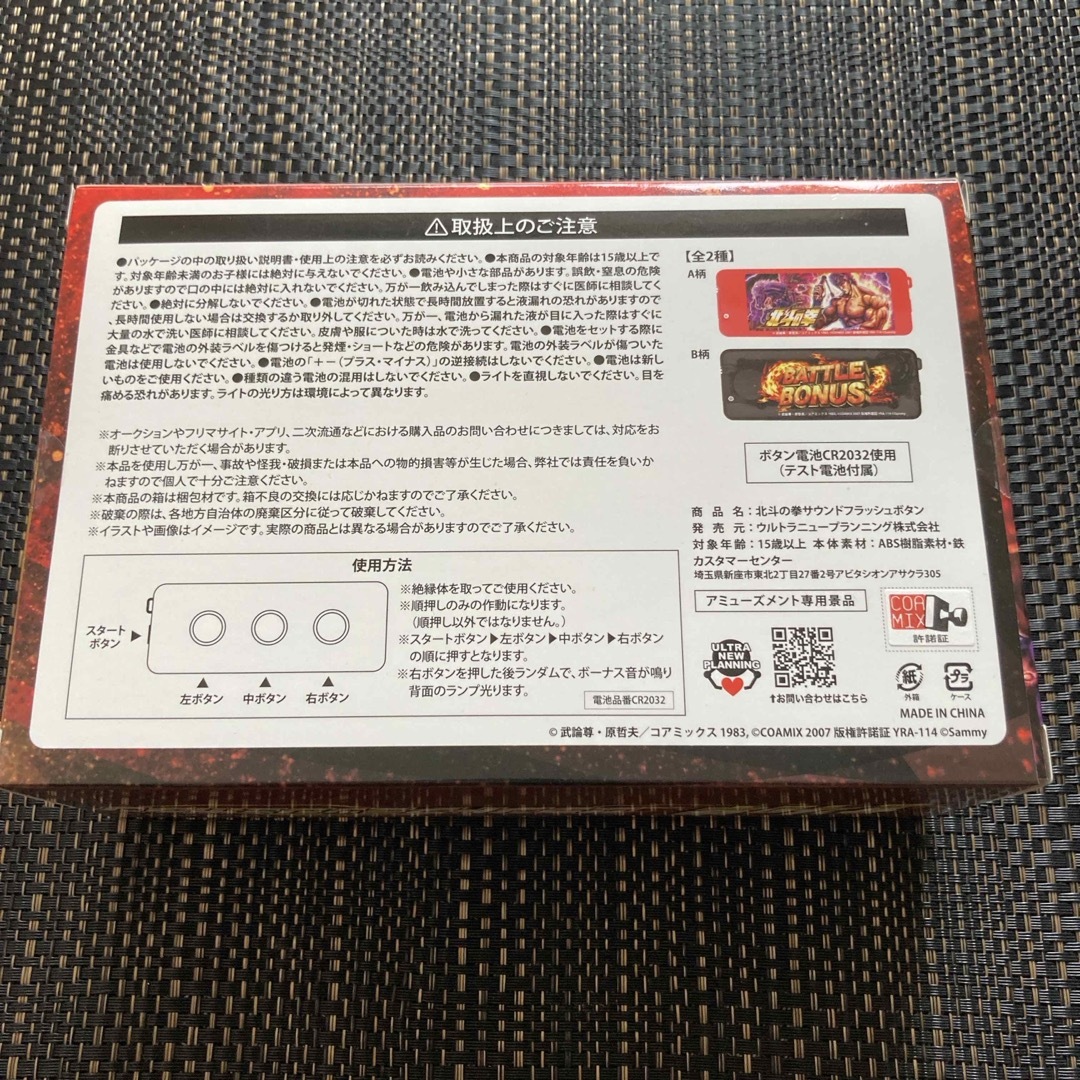 ⚠取扱上のご注意
●パッケージの中の取り扱い説明書・使用上の注意を必ずお読みください。●本商品の対象年齢は15歳以上で
す。対象年齢未満のお子様には絶対に与えないでください。●電池や小さな部品があります。誤飲・窒息の危険
がありますので口の中には絶対に入れないでください。万が一飲み込んでしまった際はすぐに医師に相談してく
ださい。●絶対に分解しないでください。●電池が切れた状態で長時間放置すると液漏れの恐れがありますので、
長時間使用しない場合は交換するか取り外してください。万が一、電池から漏れた液が目に入った際はすぐに
大量の水で洗い医師に相談してください。皮膚や服についた時は水で洗ってください。●電池をセットする際に
金具などで電池の外装ラベルを傷つけると発煙・ショートなどの危険があります。電池の外装ラベルが傷ついた
電池は使用しないでください。●電池の「＋－（プラス・マイナス）」の逆接続はしないでください。●電池は新し
いものをご使用ください。●種類の違う電池の混用はしないでください。●ライトを直視しないでください。目を
痛める恐れがあります。ライトの光り方は環境によって異なります。
※オークションやフリマサイト・アプリ、二次流通などにおける購入品のお問い合わせにつきましては、対応をお
断りさせていただく場合があります。
※本品を使用し万が一、事故や怪我・破損または本品への物的損害等が生じた場合、弊社では責任を負いか
ねますので個人で十分ご注意ください。
※本商品の箱は梱包材です。箱不良の交換には応じかねますのでご了承ください。
※破棄の際は、各地方自治体の廃棄区分に従って破棄してください。
※イラストや画像はイメージです。実際の商品とは異なる場合がありますのでご了承ください。
使用方法
スタート
ボタン▶
▲
左ボタン
▲
中ボタン
▲
右ボタン
※絶縁体を取ってご使用ください。
※順押しのみの作動になります。
（順押し以外ではなりません。）
※スタートボタン▶左ボタン▶中ボタン▶右ボタン
の順に押すとなります。
※右ボタンを押した後ランダムで、ボーナス音が鳴り
背面のランプ光ります。
電池品番CR2032
【全2種】
A柄
北斗の拳
B柄
BATTLE
BONUS
ボタン電池CR2032使用
（テスト電池付属）
商品名：北斗の拳サウンドフラッシュボタン
発売元：ウルトラニュープランニング株式会社
対象年齢：15歳以上 本体素材：ABS樹脂素材・鉄
カスタマーセンター
埼玉県新座市東北2丁目27番2号アビタシオンアサクラ305
アミューズメント専用景品
COA
MIX
許諾証
ULTRA
NEW
PLANNING
⬆お問い合わせはこちら
紙
外箱
プラ
ケース
MADE IN CHINA
© 武論尊・原哲夫／コアミックス 1983, ©COAMIX 2007 版権許諾証 YRA-114 ©Sammy